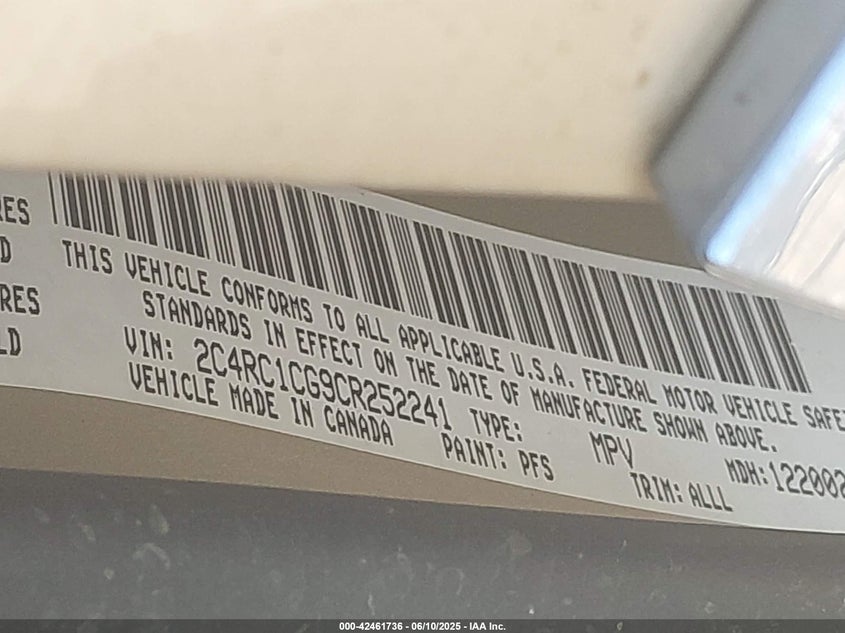 RES
D
RES
LD
THIS VEHICLE CONFORMS TO ALL APPLICABLE U.S.A. FEDERAL MOTOR VEHICLE SAFE
STANDARDS IN EFFECT ON THE DATE OF MANUFACTURE SHOWN ABOVE.
VIN: 2C4RC1CG9CR252241 TYPE: MPV MDH:122002
VEHICLE MADE IN CANADA PAINT: PFS TRIM: ALLL
000-42461736 - 06/10/2025 - IAA Inc.